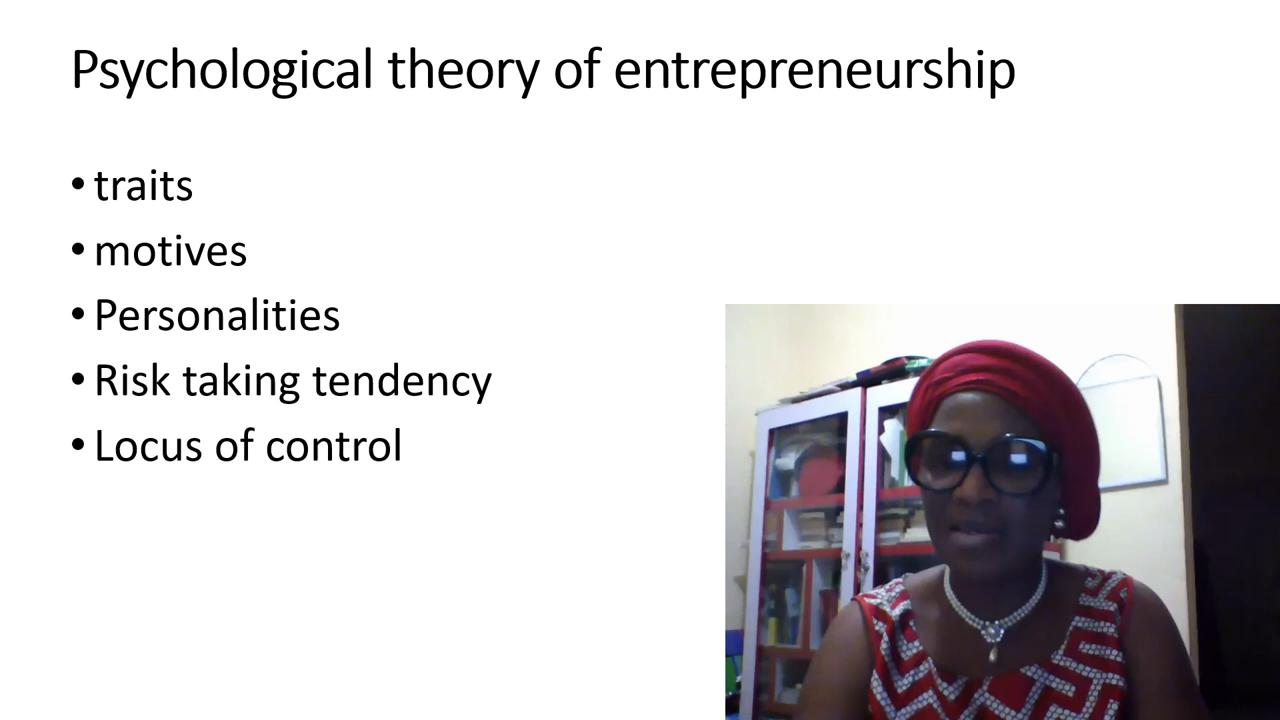 Psychological theory of entrepreneurship
• traits
• motives
• Personalities
• Risk taking tendency
• Locus of control